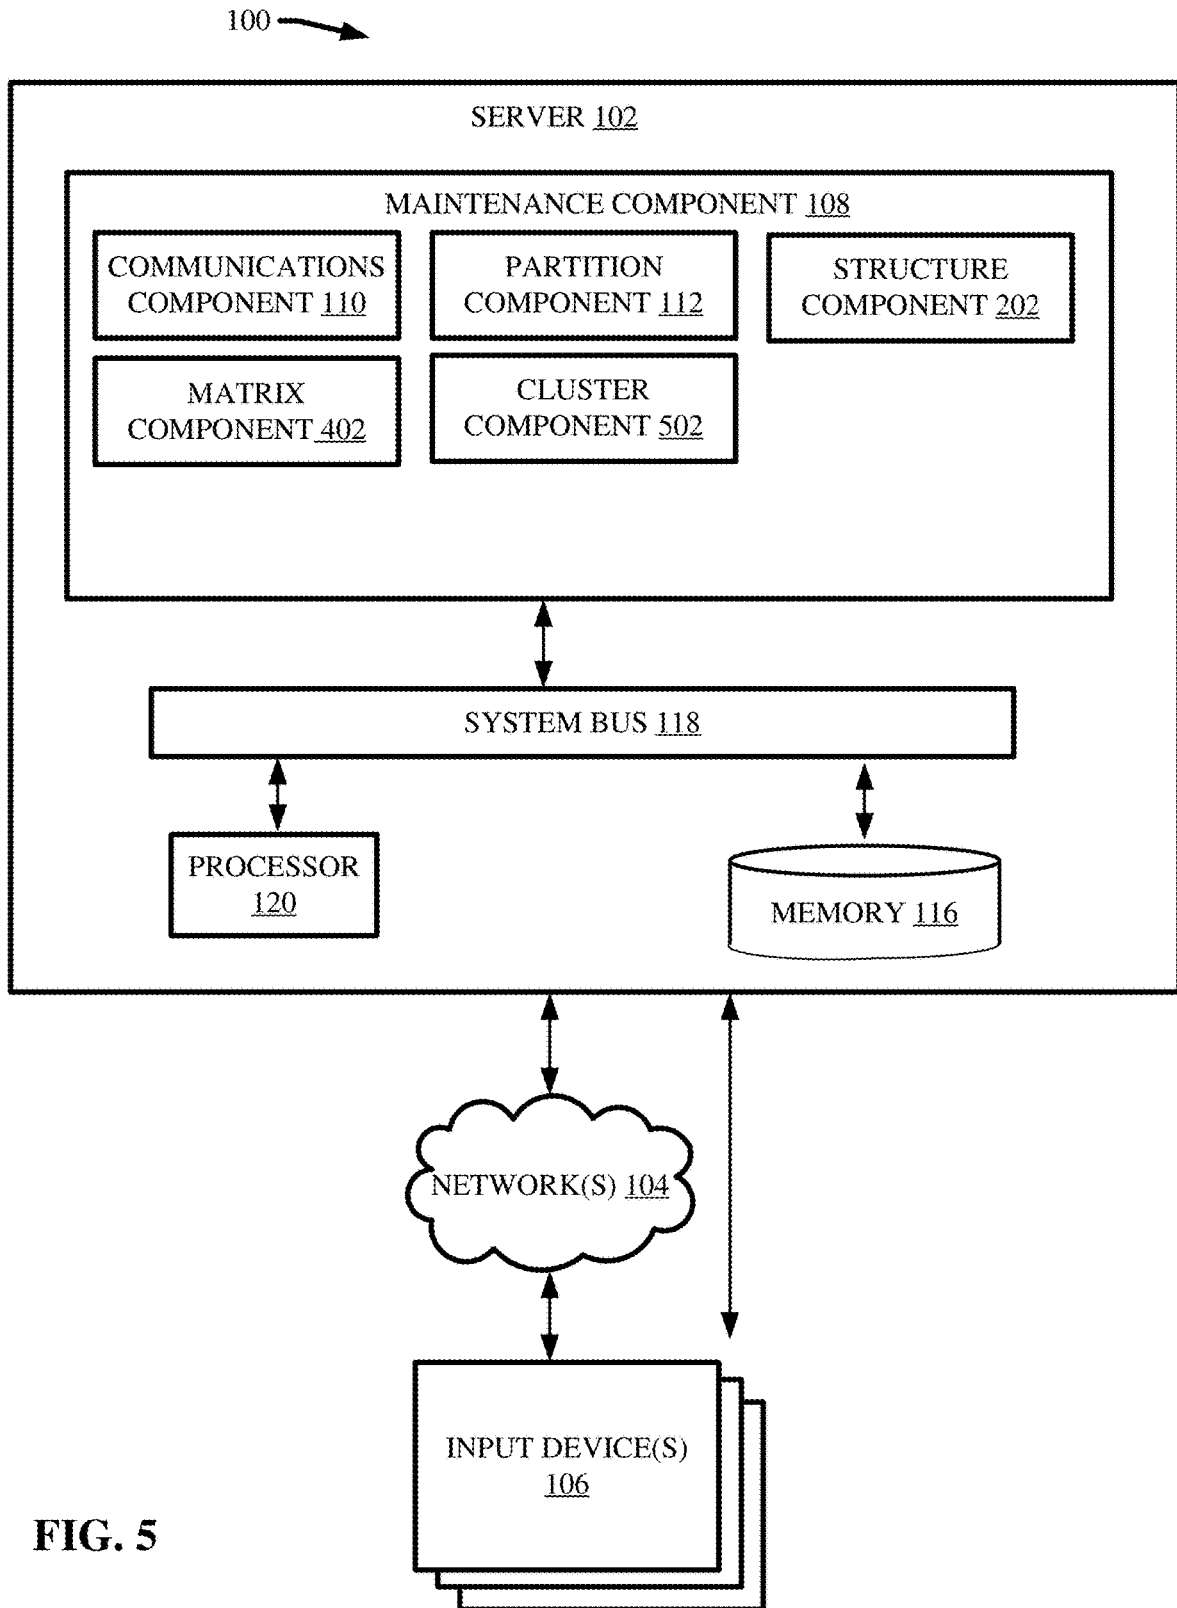 100
SERVER 102
MAINTENANCE COMPONENT 108
COMMUNICATIONS
COMPONENT 110
PARTITION
COMPONENT 112
STRUCTURE
COMPONENT 202
MATRIX
COMPONENT 402
CLUSTER
COMPONENT 502
SYSTEM BUS 118
PROCESSOR
120
MEMORY 116
NETWORK(S) 104
INPUT DEVICE(S)
106
FIG. 5